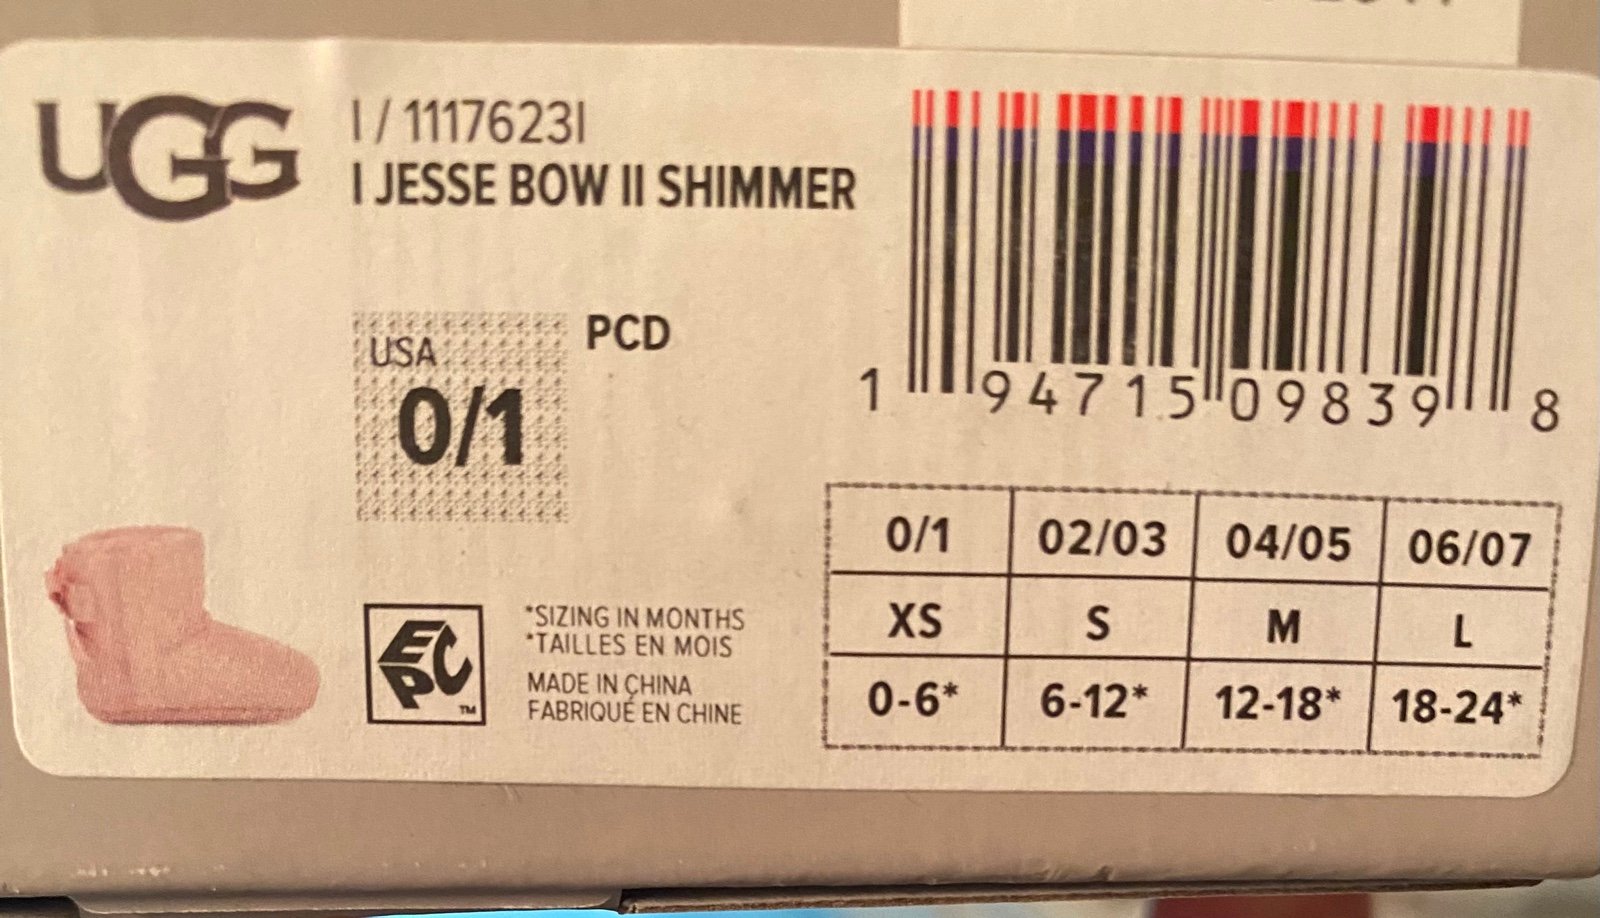 UGG
I / 1117623I
I JESSE BOW II SHIMMER
USA
0/1
PCD
1 94715 09839 8
0/1 02/03 04/05 06/07
XS S M L
0-6* 6-12* 12-18* 18-24*
EPC™
*SIZING IN MONTHS
*TAILLES EN MOIS
MADE IN CHINA
FABRIQUÉ EN CHINE